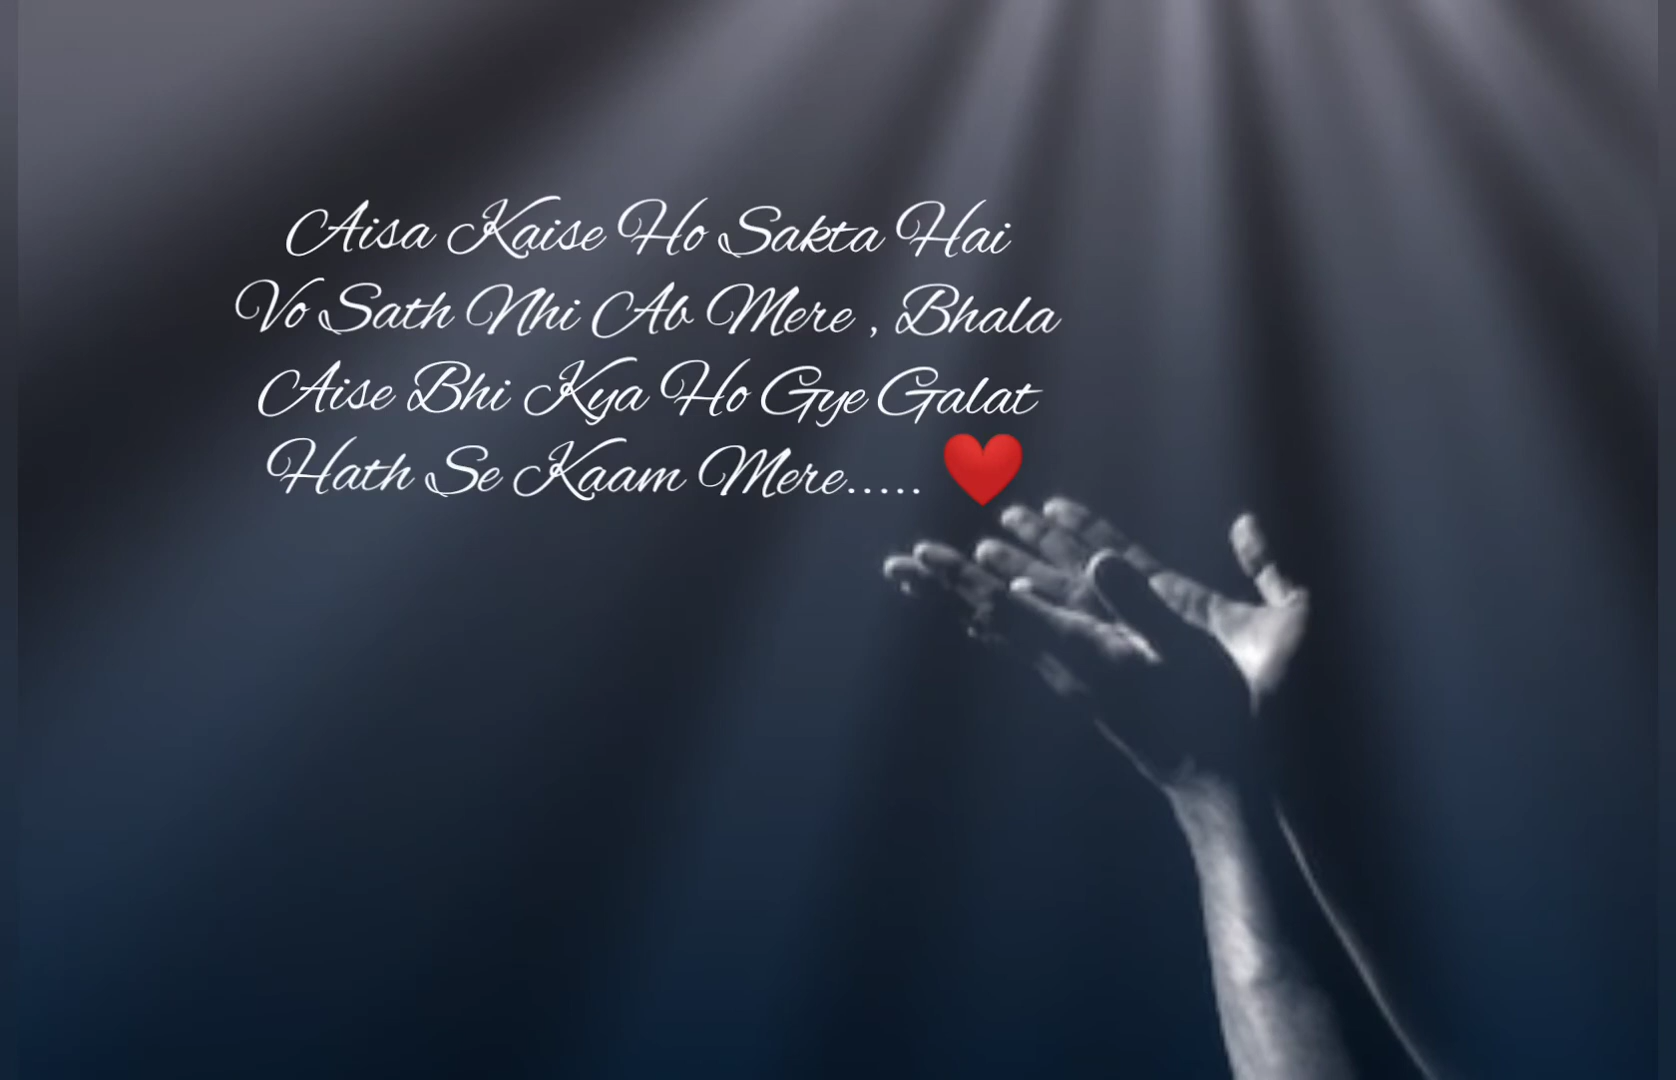 Aisa Kaise Ho Sakta Hai
Vo Sath Nhi Ab Mere , Bhala
Aise Bhi Kya Ho Gye Galat
Hath Se Kaam Mere..... ❤️